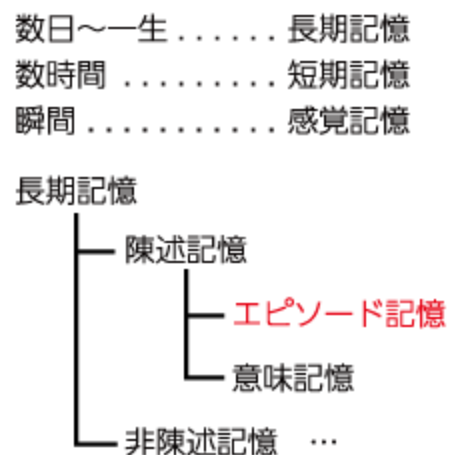 数日〜一生 . . . . . . 長期記憶
数時間 . . . . . . . . . 短期記憶
瞬間 . . . . . . . . . . . 感覚記憶
長期記憶
陳述記憶
エピソード記憶
意味記憶
非陳述記憶 …